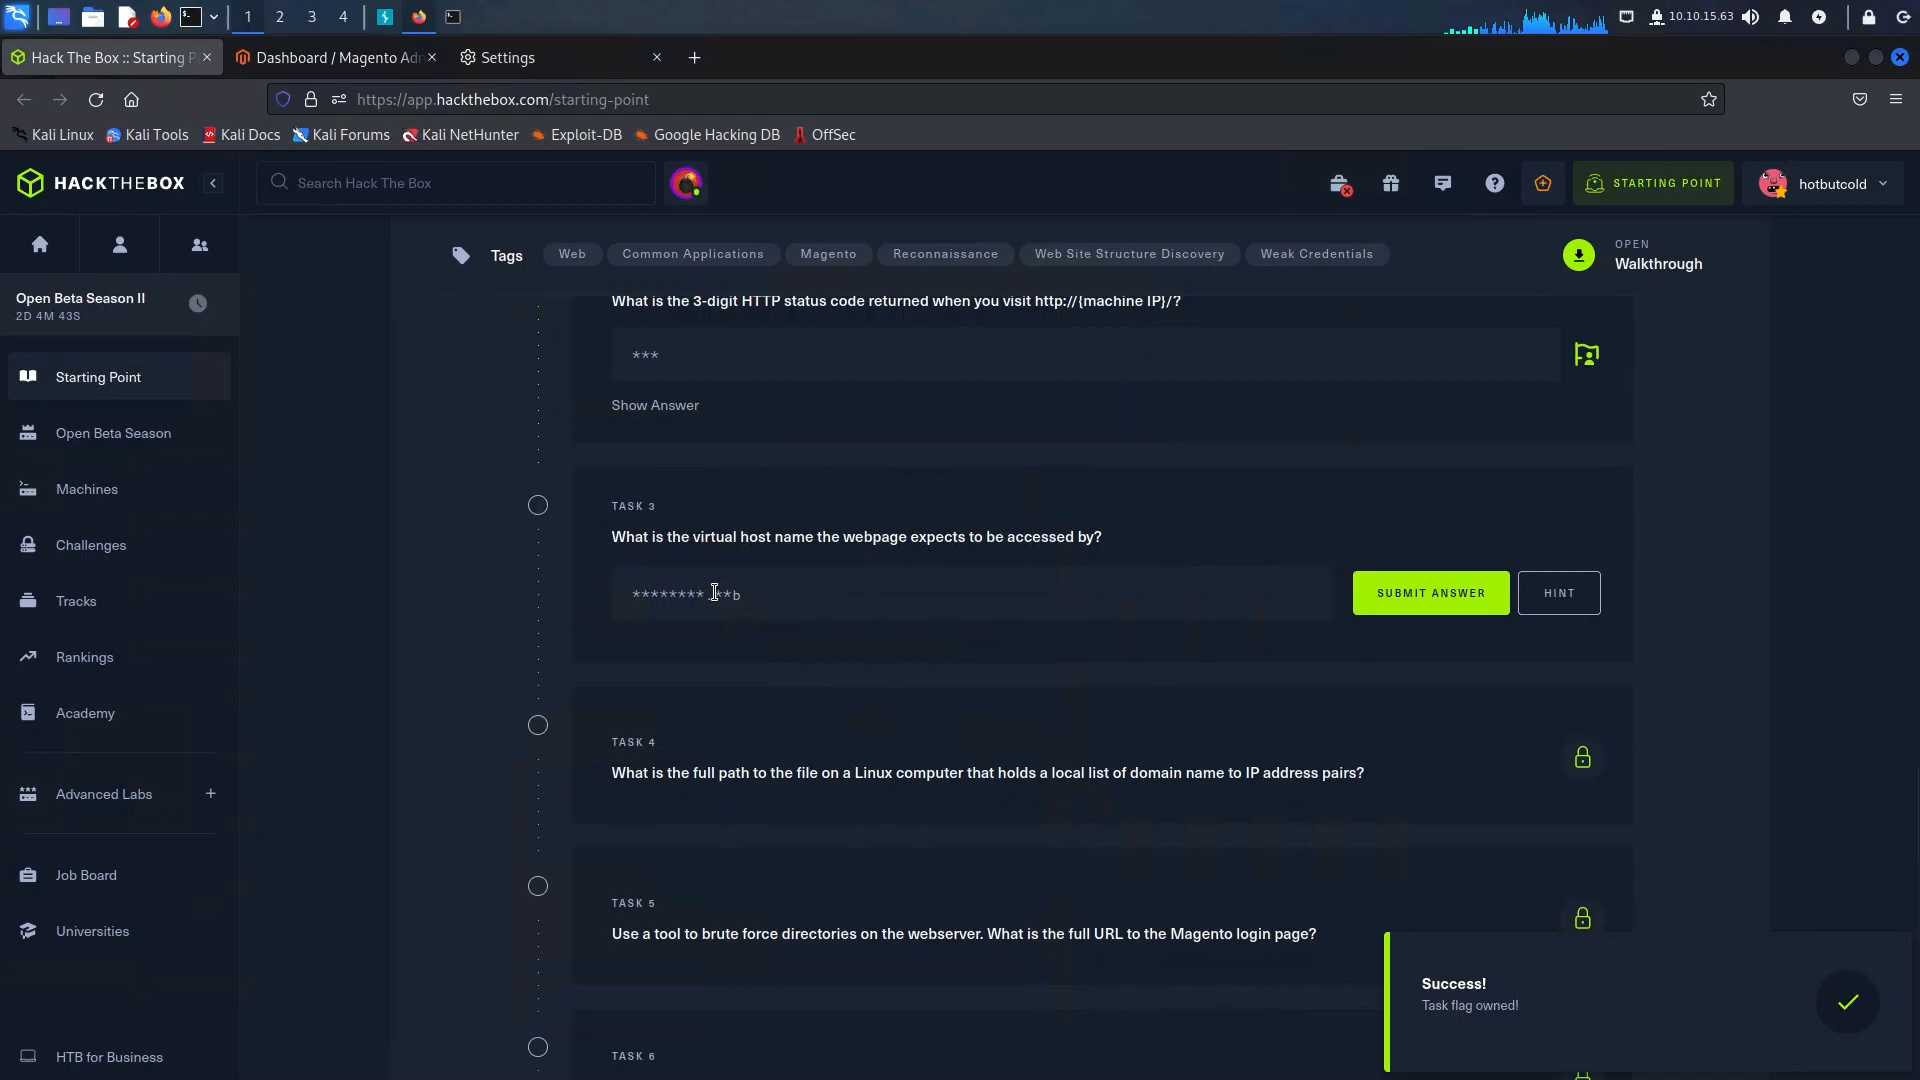 1 2 3 4 10.10.15.63
Hack The Box :: Starting P
Dashboard / Magento Adr
Settings
https://app.hackthebox.com/starting-point
Kali Linux Kali Tools Kali Docs Kali Forums Kali NetHunter Exploit-DB Google Hacking DB OffSec
HACKTHEBOX
Search Hack The Box
STARTING POINT
hotbutcold
Open Beta Season II
2D 4M 43S
Starting Point
Open Beta Season
Machines
Challenges
Tracks
Rankings
Academy
Advanced Labs +
Job Board
Universities
HTB for Business
Tags
Web
Common Applications
Magento
Reconnaissance
Web Site Structure Discovery
Weak Credentials
OPEN
Walkthrough
What is the 3-digit HTTP status code returned when you visit http://{machine IP}/?
***
Show Answer
TASK 3
What is the virtual host name the webpage expects to be accessed by?
********.**b
SUBMIT ANSWER
HINT
TASK 4
What is the full path to the file on a Linux computer that holds a local list of domain name to IP address pairs?
TASK 5
Use a tool to brute force directories on the webserver. What is the full URL to the Magento login page?
TASK 6
Success!
Task flag owned!